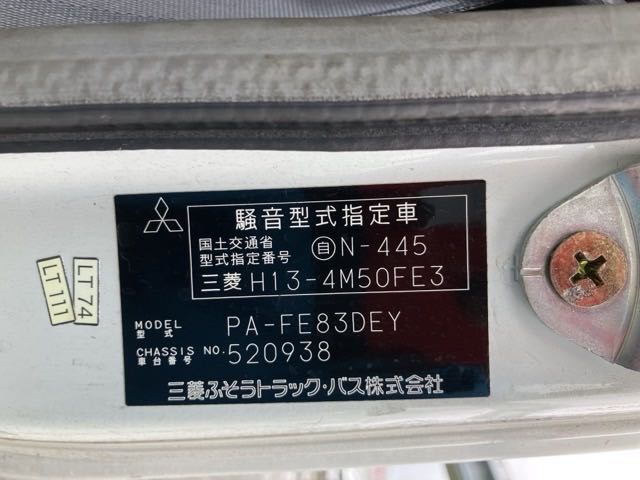 騒音型式指定車
国土交通省
型式指定番号 自N-445
三菱 H13-4M50FE3
MODEL
型式 PA-FE83DEY
CHASSIS NO.
車台番号 520938
三菱ふそうトラック・バス株式会社
LT74
LT111